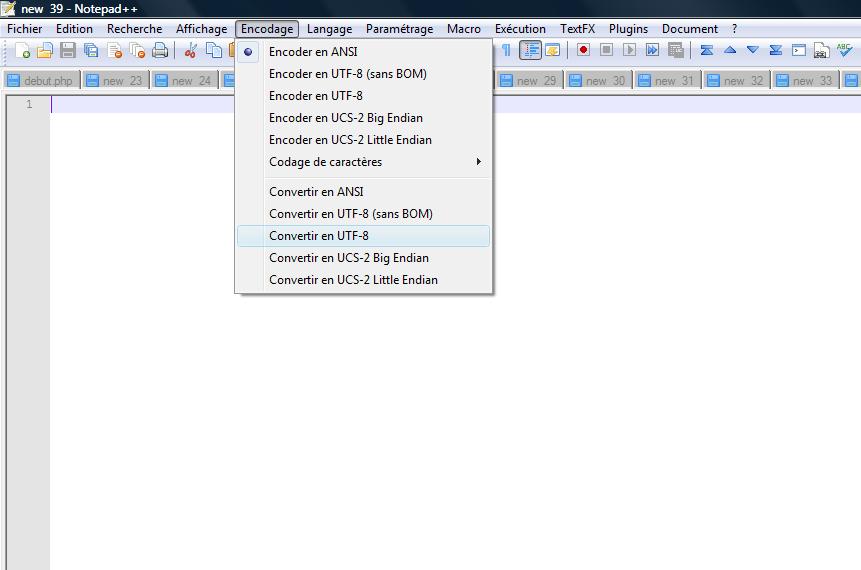 new 39 - Notepad++
Fichier Edition Recherche Affichage Encodage Langage Paramétrage Macro Exécution TextFX Plugins Document ?
debut.php new 23 new 24 new 29 new 30 new 31 new 32 new 33
1
Encoder en ANSI
Encoder en UTF-8 (sans BOM)
Encoder en UTF-8
Encoder en UCS-2 Big Endian
Encoder en UCS-2 Little Endian
Codage de caractères
Convertir en ANSI
Convertir en UTF-8 (sans BOM)
Convertir en UTF-8
Convertir en UCS-2 Big Endian
Convertir en UCS-2 Little Endian